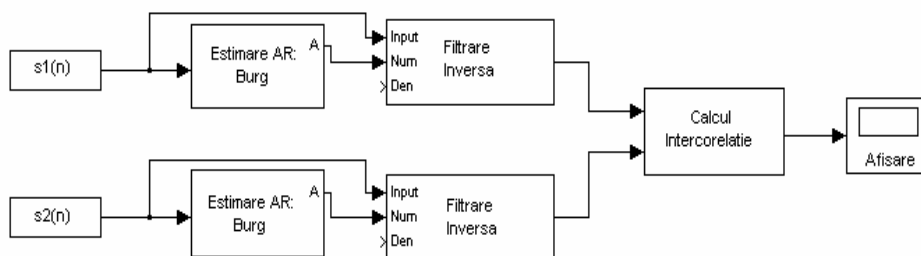 s1(n)
Estimare AR:
Burg
A
Input
Num
Den
Filtrare
Inversa
Calcul
Intercorelatie
Afisare
s2(n)
Estimare AR:
Burg
A
Input
Num
Den
Filtrare
Inversa